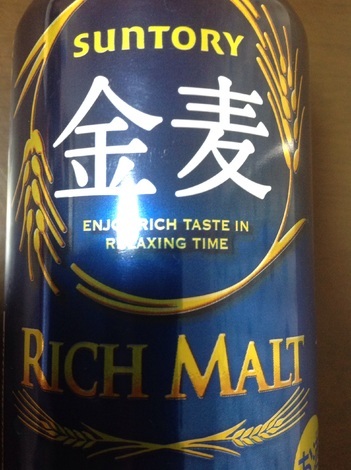 SUNTORY
金麦
ENJOY RICH TASTE IN
RELAXING TIME
RICH MALT